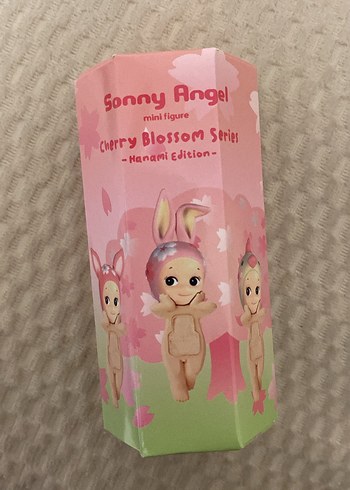 Sonny Angel
mini figure
Cherry Blossom Series
- Hanami Edition -